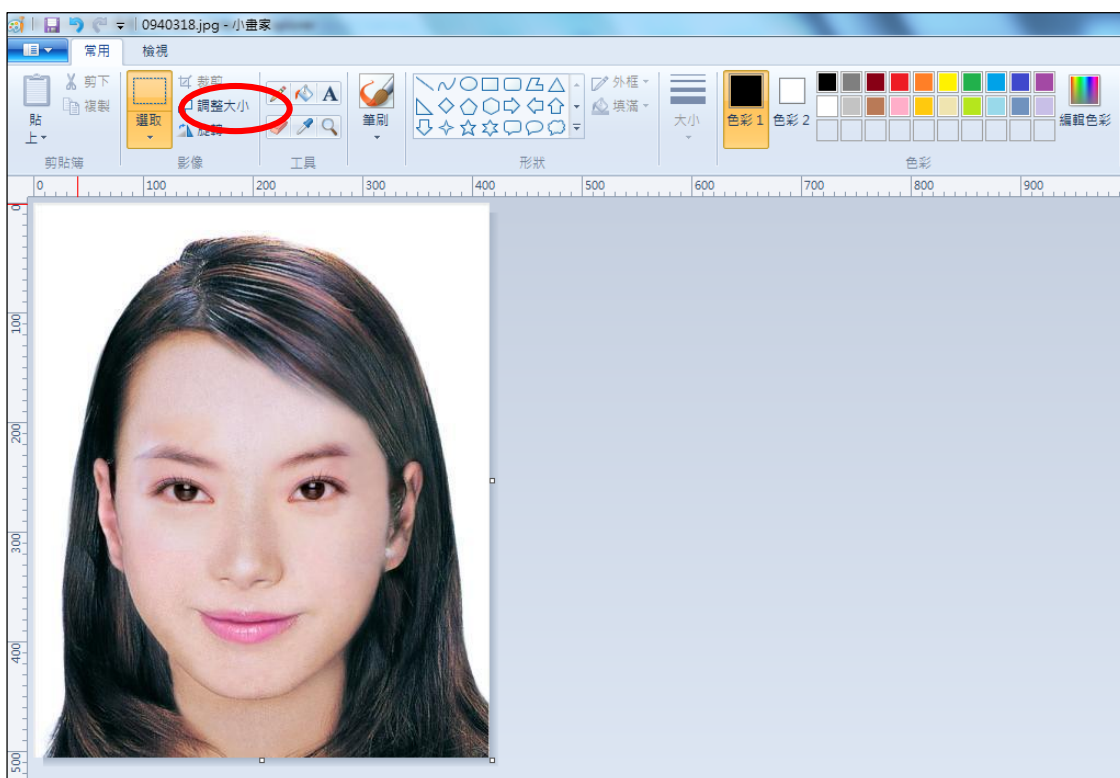 0940318.jpg - 小畫家
常用 檢視
剪下
複製
貼上
剪貼簿
選取
裁剪
調整大小
旋轉
影像
A
工具
筆刷
外框
填滿
形狀
大小
色彩 1
色彩 2
編輯色彩
色彩
0 100 200 300 400 500 600 700 800 900
0
100
200
300
400
500